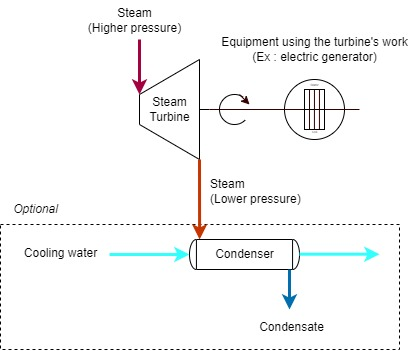 Steam
(Higher pressure)
Equipment using the turbine's work
(Ex : electric generator)
Steam
Turbine
Steam
(Lower pressure)
Optional
Cooling water
Condenser
Condensate